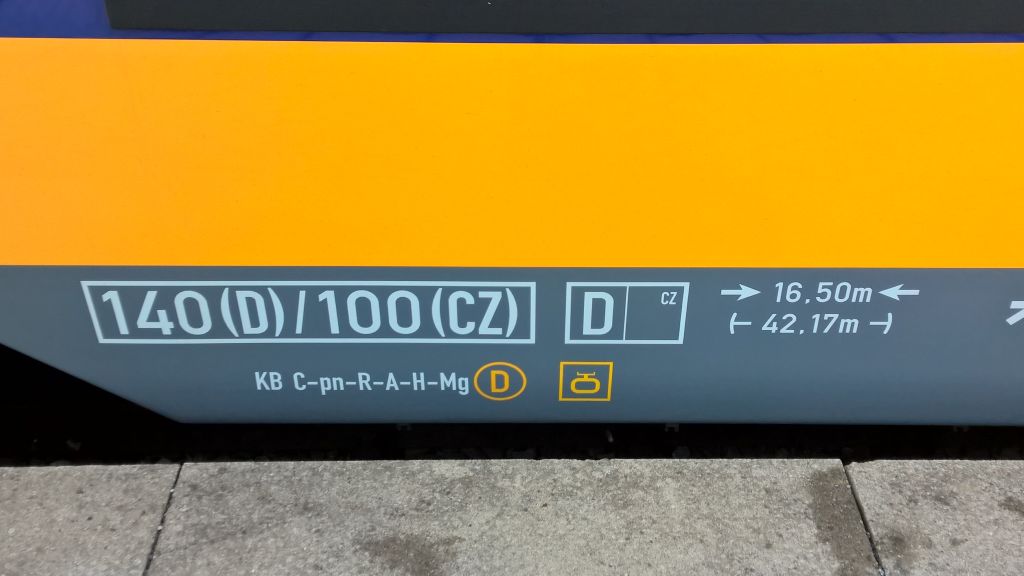 140(D)/100(CZ)
D CZ
16,50m
42,17m
KB C-pn-R-A-H-Mg D